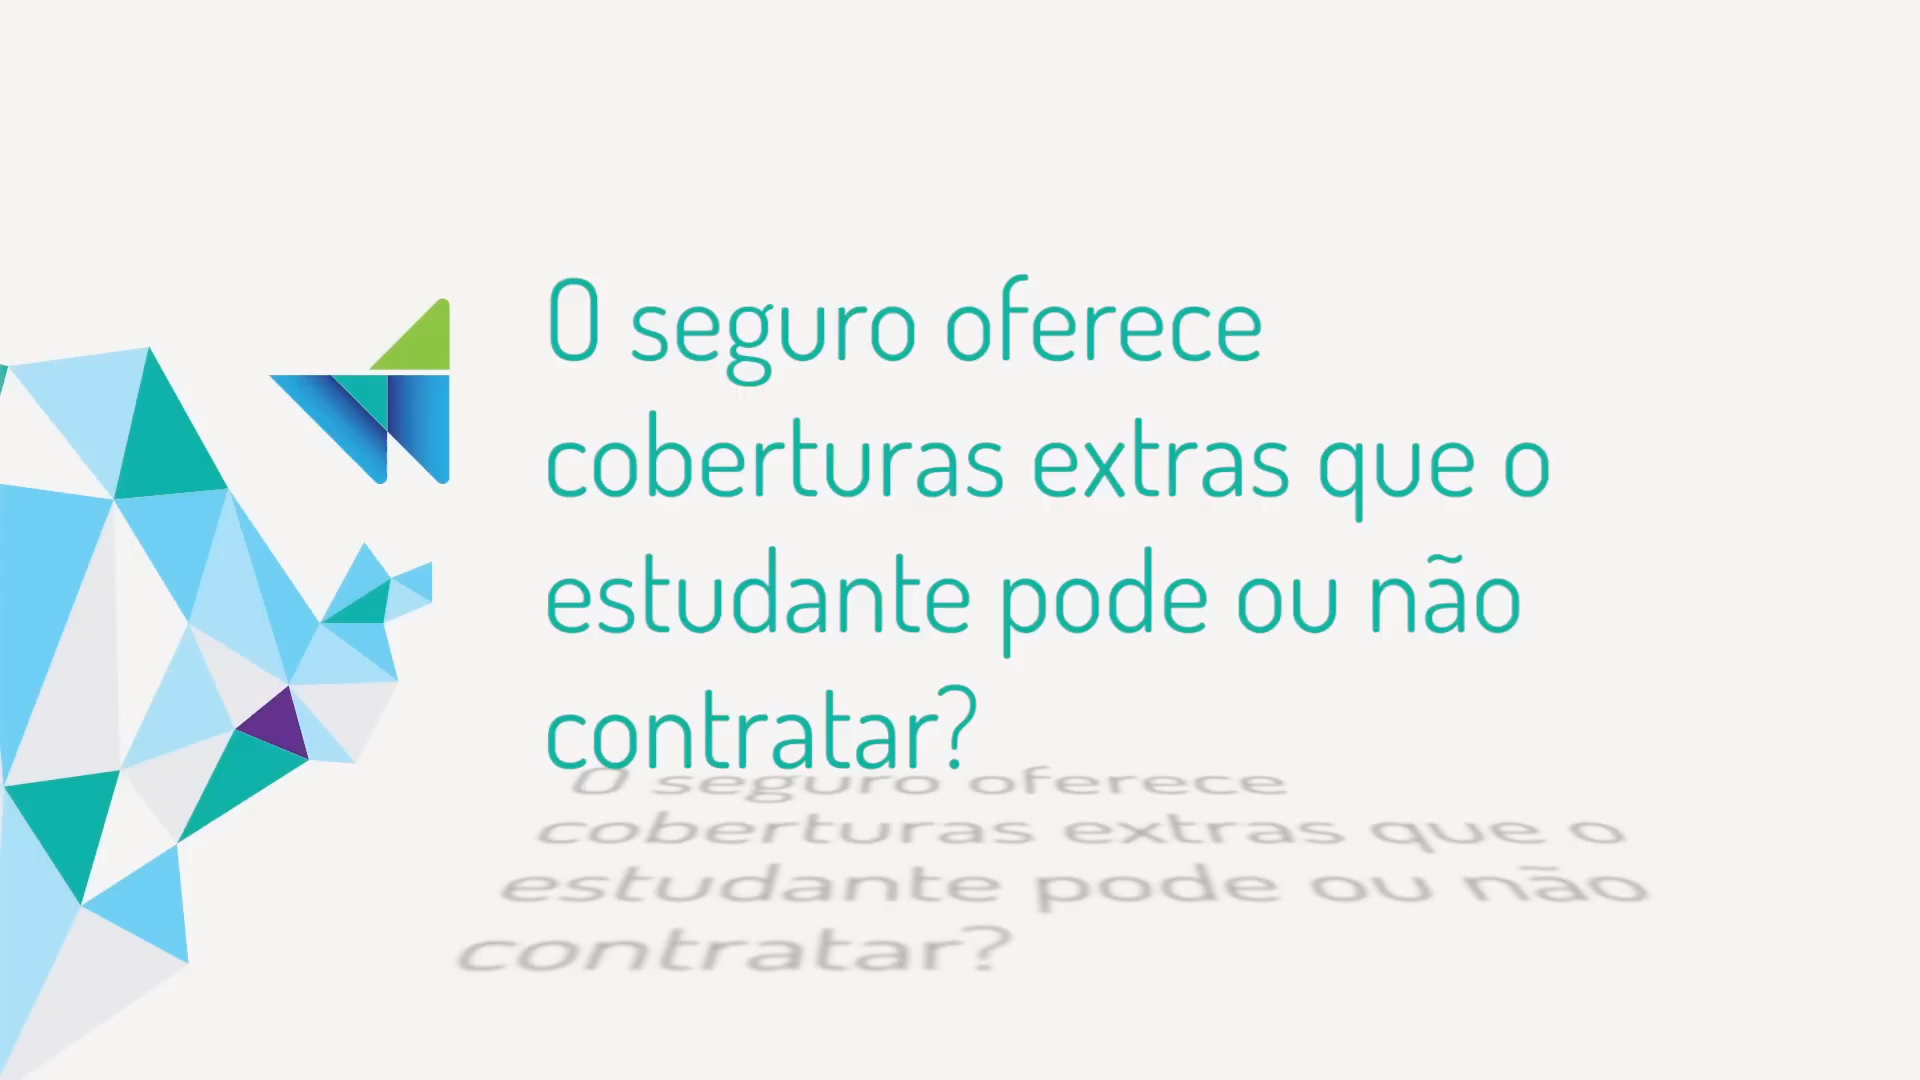 O seguro oferece
coberturas extras que o
estudante pode ou não
contratar?
O seguro oferece
coberturas extras que o
estudante pode ou não
contratar?